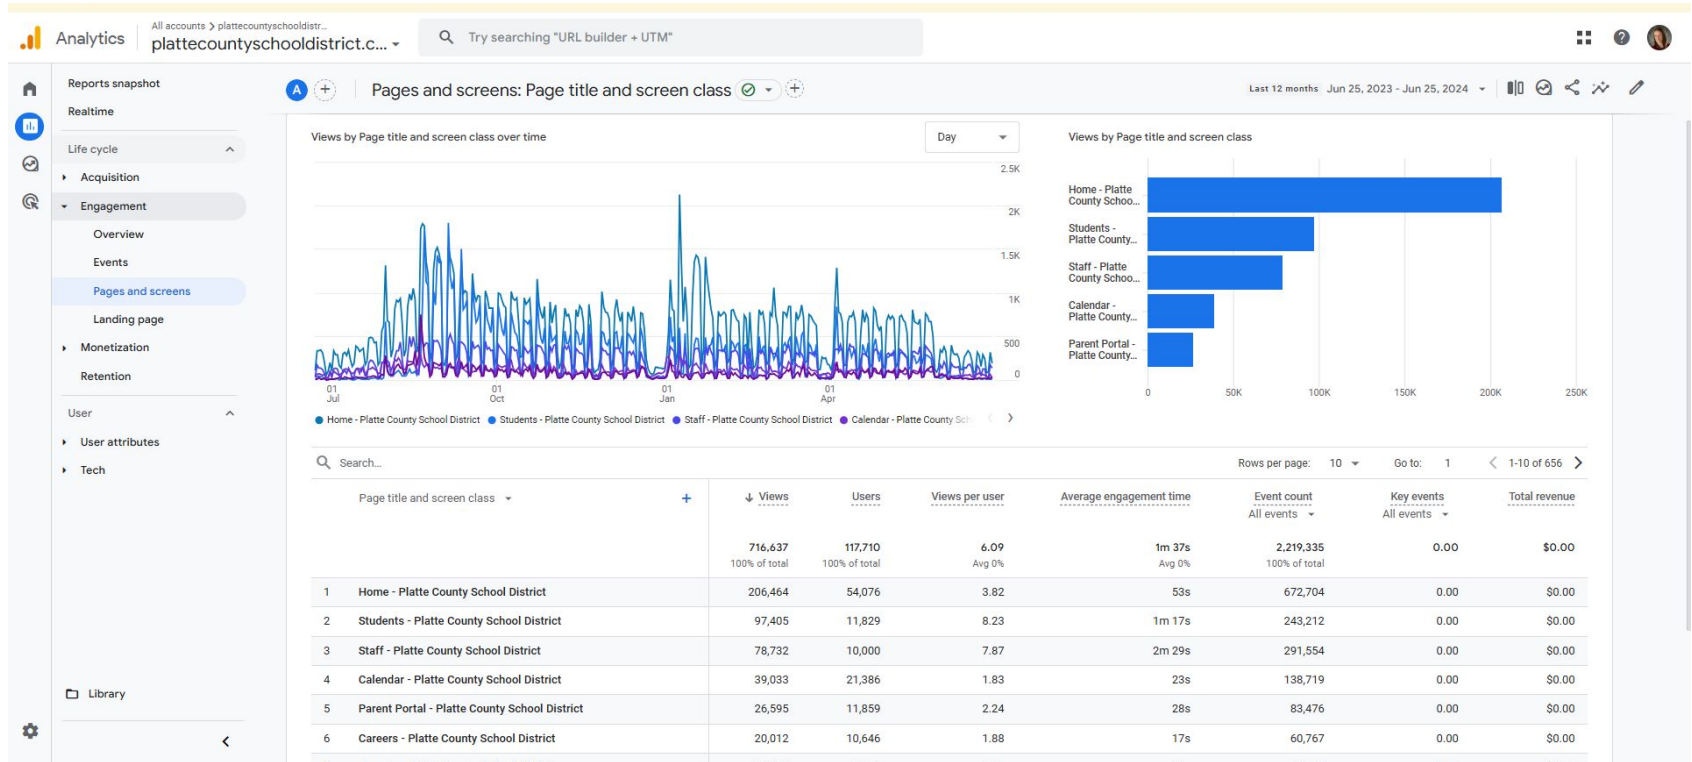 All accounts > plattecountyschooldistr...
Analytics
plattecountyschooldistrict.c...
Try searching "URL builder + UTM"
Reports snapshot
Realtime
Life cycle
Acquisition
Engagement
Overview
Events
Pages and screens
Landing page
Monetization
Retention
User
User attributes
Tech
Library
A
Pages and screens: Page title and screen class
Last 12 months Jun 25, 2023 - Jun 25, 2024
Views by Page title and screen class over time
Day
2.5K
2K
1.5K
1K
500
0
01 Jul
01 Oct
01 Jan
01 Apr
Home - Platte County School District Students - Platte County School District Staff - Platte County School District Calendar - Platte County Sch
Views by Page title and screen class
Home - Platte
County Schoo...
Students -
Platte County...
Staff - Platte
County Schoo...
Calendar -
Platte County...
Parent Portal -
Platte County...
0 50K 100K 150K 200K 250K
Search...
Rows per page: 10 Go to: 1 1-10 of 656
Page title and screen class + Views Users Views per user Average engagement time Event count Key events Total revenue
All events All events
716,637 117,710 6.09 1m 37s 2,219,335 0.00 $0.00
100% of total 100% of total Avg 0% Avg 0% 100% of total
1 Home - Platte County School District 206,464 54,076 3.82 53s 672,704 0.00 $0.00
2 Students - Platte County School District 97,405 11,829 8.23 1m 17s 243,212 0.00 $0.00
3 Staff - Platte County School District 78,732 10,000 7.87 2m 29s 291,554 0.00 $0.00
4 Calendar - Platte County School District 39,033 21,386 1.83 23s 138,719 0.00 $0.00
5 Parent Portal - Platte County School District 26,595 11,859 2.24 28s 83,476 0.00 $0.00
6 Careers - Platte County School District 20,012 10,646 1.88 17s 60,767 0.00 $0.00